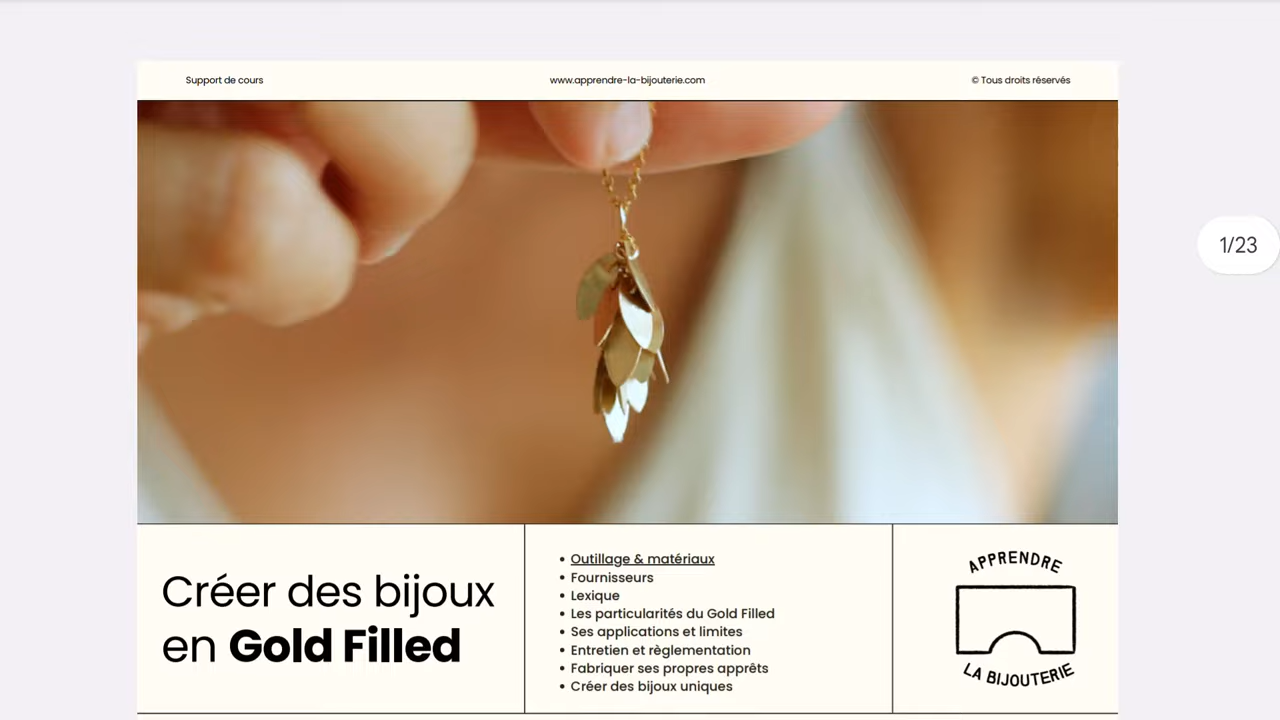 Support de cours
www.apprendre-la-bijouterie.com
© Tous droits réservés
1/23
Créer des bijoux
en Gold Filled
• Outillage & matériaux
• Fournisseurs
• Lexique
• Les particularités du Gold Filled
• Ses applications et limites
• Entretien et règlementation
• Fabriquer ses propres apprêts
• Créer des bijoux uniques
APPRENDRE
LA BIJOUTERIE